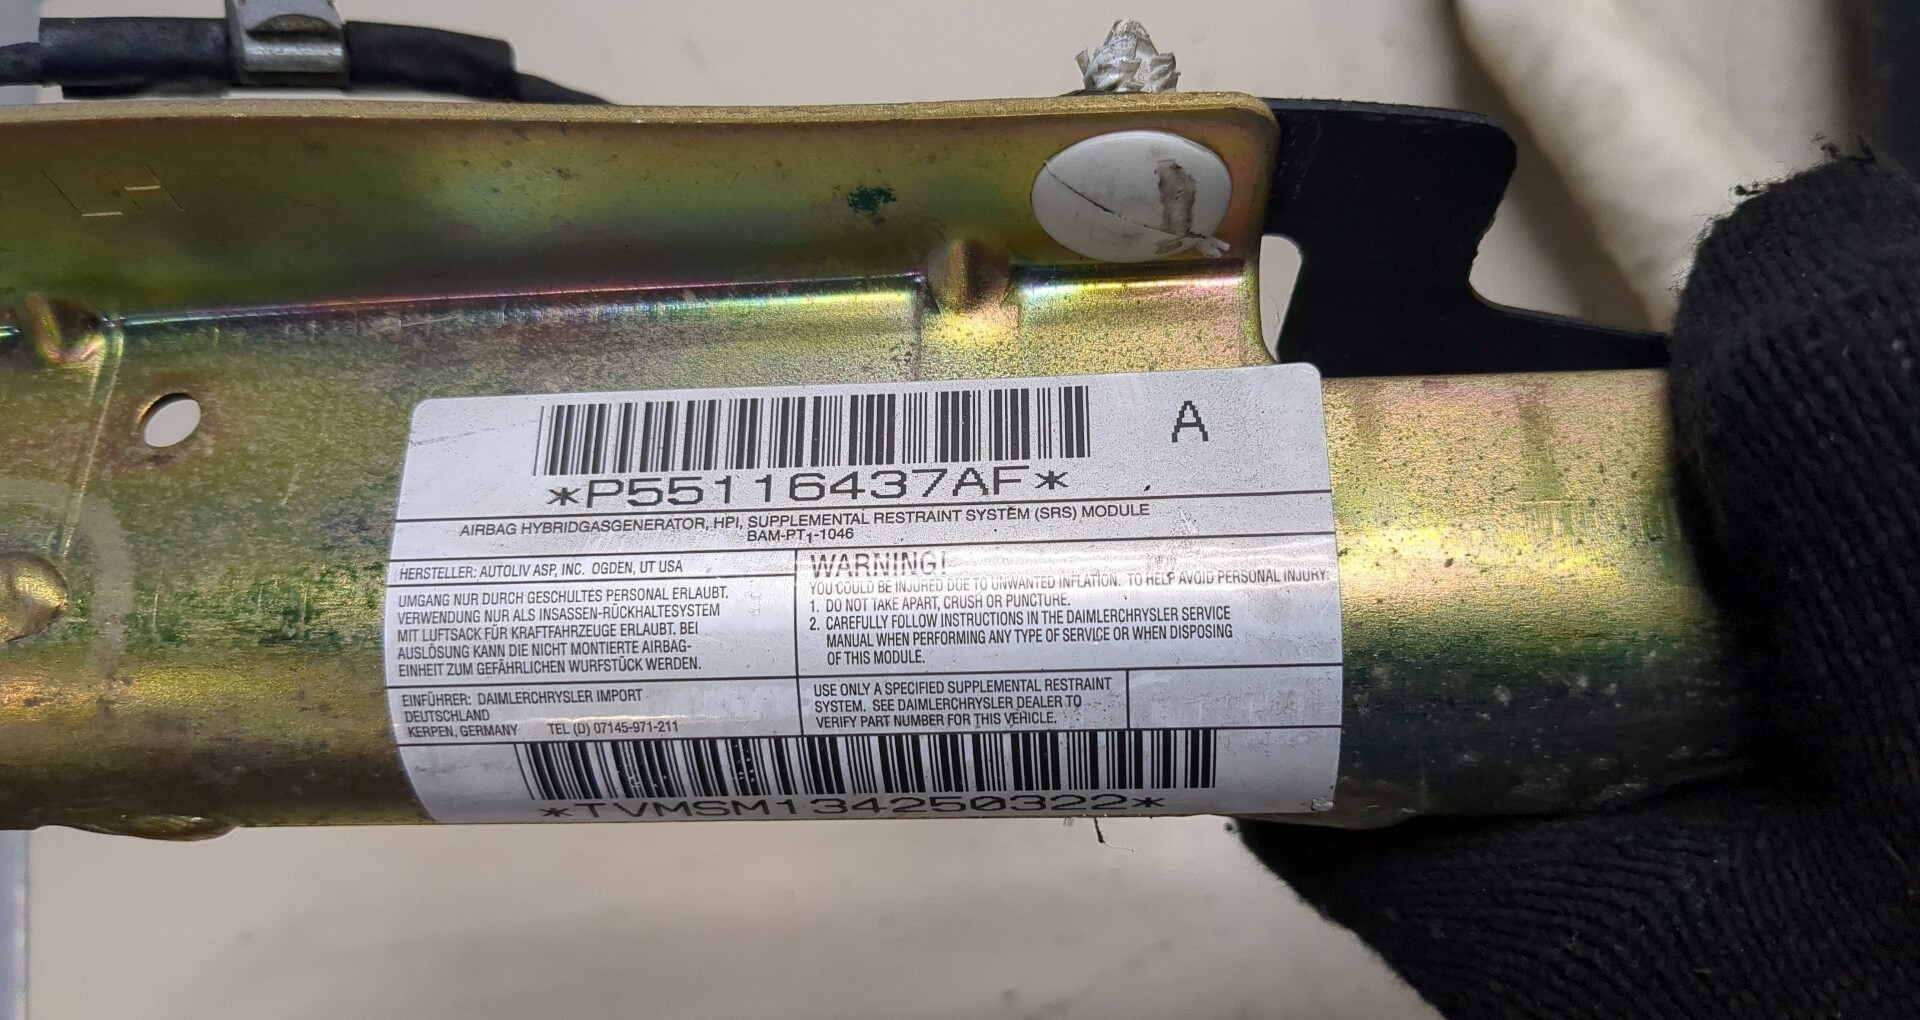 LH
A
*P55116437AF*
AIRBAG HYBRIDGASGENERATOR, HPI, SUPPLEMENTAL RESTRAINT SYSTEM (SRS) MODULE
BAM-PT1-1046
HERSTELLER: AUTOLIV ASP, INC. OGDEN, UT USA
UMGANG NUR DURCH GESCHULTES PERSONAL ERLAUBT.
VERWENDUNG NUR ALS INSASSEN-RÜCKHALTESYSTEM
MIT LUFTSACK FÜR KRAFTFAHRZEUGE ERLAUBT. BEI
AUSLÖSUNG KANN DIE NICHT MONTIERTE AIRBAG-
EINHEIT ZUM GEFÄHRLICHEN WURFSTÜCK WERDEN.
EINFÜHRER: DAIMLERCHRYSLER IMPORT
DEUTSCHLAND
KERPEN, GERMANY TEL (D) 07145-971-211
WARNING!
YOU COULD BE INJURED DUE TO UNWANTED INFLATION. TO HELP AVOID PERSONAL INJURY:
1. DO NOT TAKE APART, CRUSH OR PUNCTURE.
2. CAREFULLY FOLLOW INSTRUCTIONS IN THE DAIMLERCHRYSLER SERVICE
MANUAL WHEN PERFORMING ANY TYPE OF SERVICE OR WHEN DISPOSING
OF THIS MODULE.
USE ONLY A SPECIFIED SUPPLEMENTAL RESTRAINT
SYSTEM. SEE DAIMLERCHRYSLER DEALER TO
VERIFY PART NUMBER FOR THIS VEHICLE.
*TVMSM134250322*